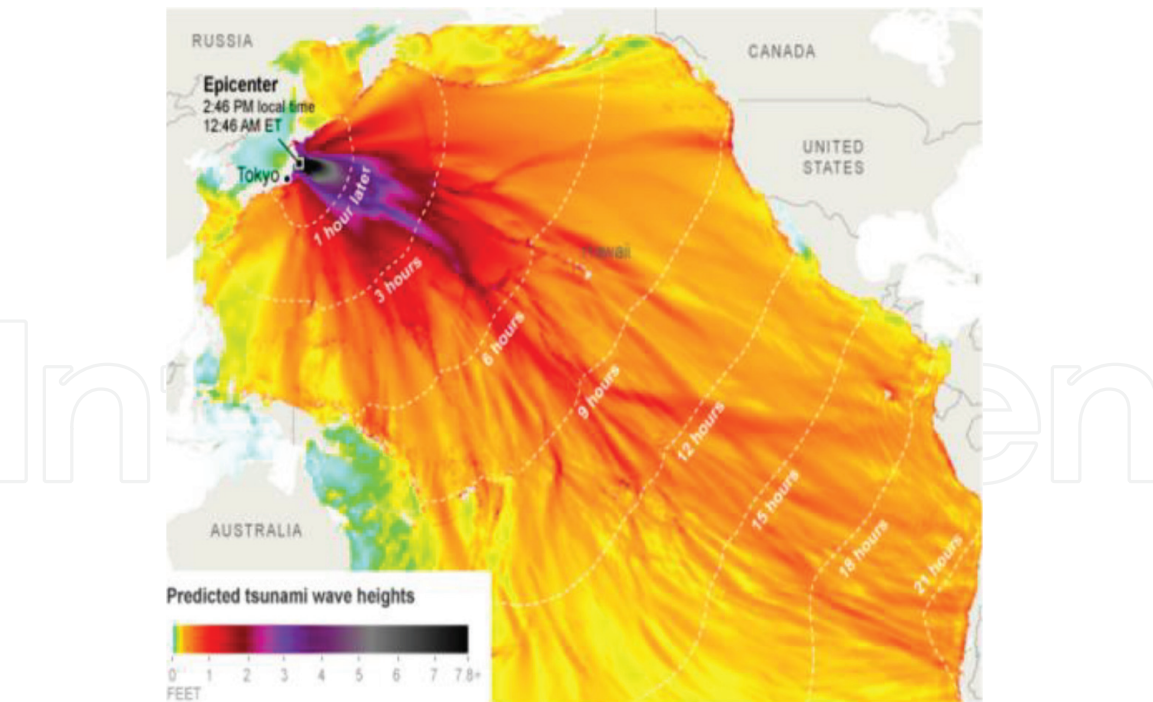 RUSSIA
CANADA
Epicenter
2:46 PM local time
12:46 AM ET
UNITED
STATES
Tokyo
1 hour later
3 hours
6 hours
9 hours
12 hours
15 hours
18 hours
21 hours
AUSTRALIA
Predicted tsunami wave heights
0 1 2 3 4 5 6 7 7.8+
FEET